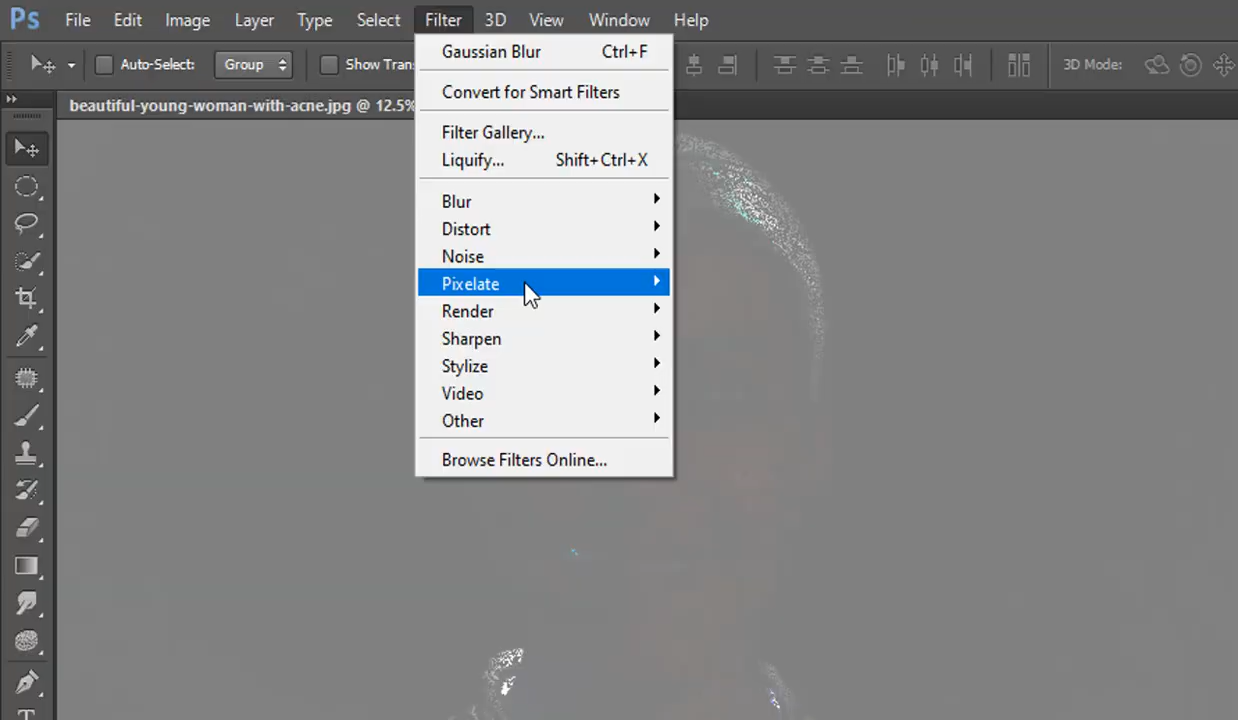 Ps File Edit Image Layer Type Select Filter 3D View Window Help
Auto-Select: Group Show Tran 3D Mode:
beautiful-young-woman-with-acne.jpg @ 12.5%
Gaussian Blur Ctrl+F
Convert for Smart Filters
Filter Gallery...
Liquify... Shift+Ctrl+X
Blur
Distort
Noise
Pixelate
Render
Sharpen
Stylize
Video
Other
Browse Filters Online...
T